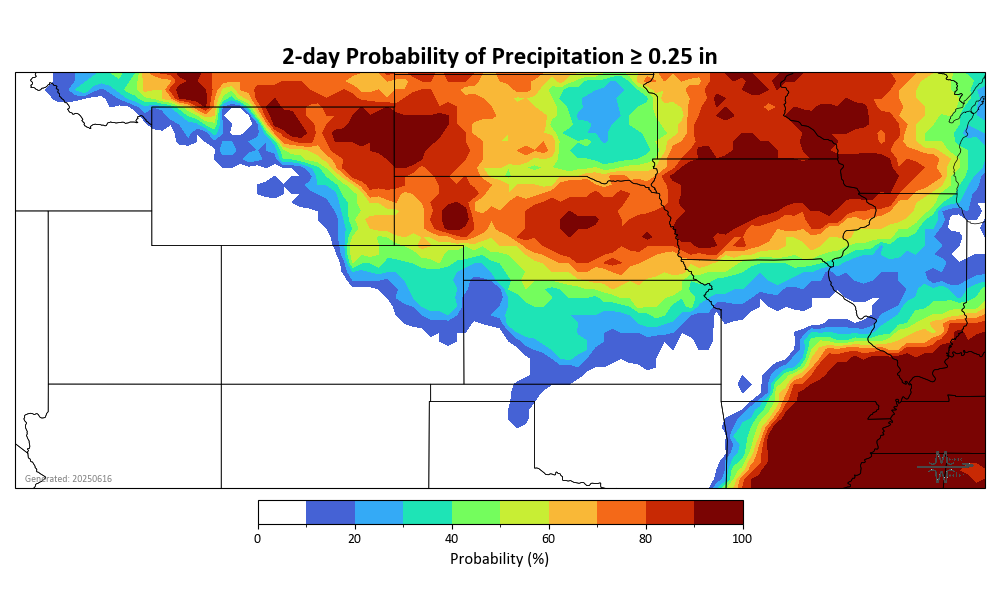 2-day Probability of Precipitation ≥ 0.25 in
Generated: 20250616
0 20 40 60 80 100
Probability (%)